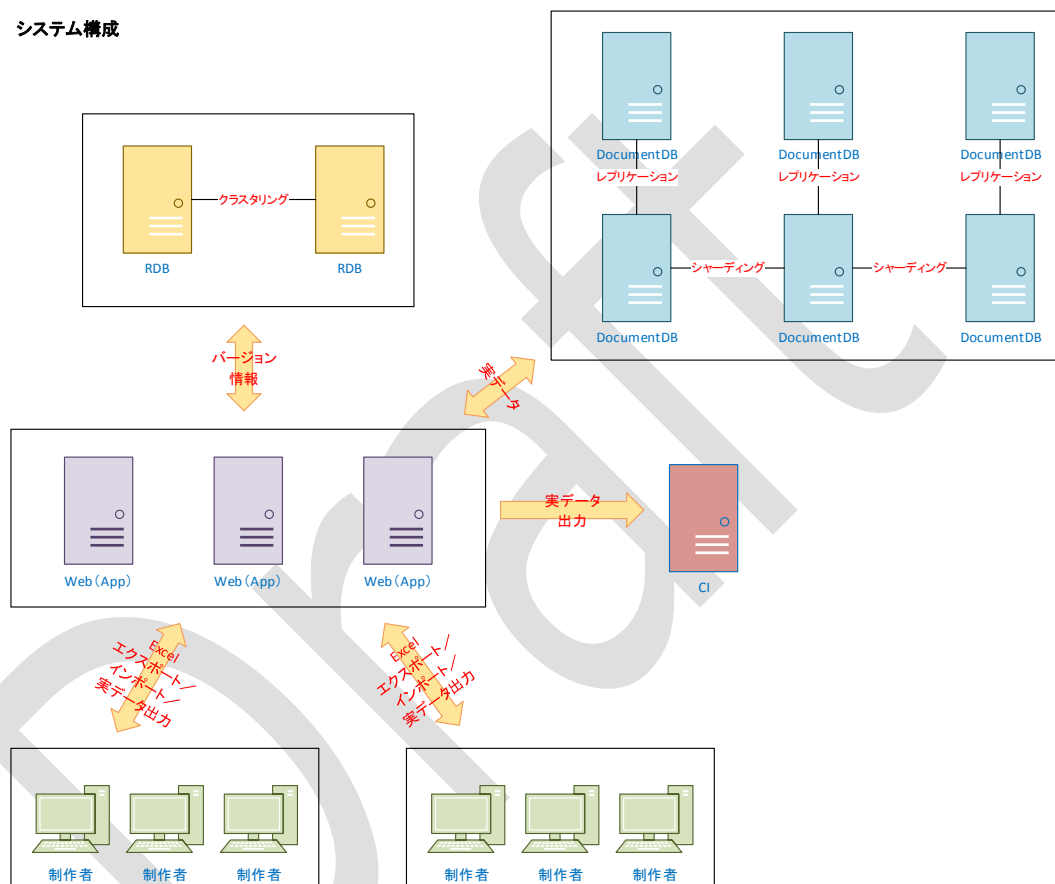 システム構成
DocumentDB
DocumentDB
DocumentDB
レプリケーション
レプリケーション
レプリケーション
クラスタリング
RDB
RDB
シャーディング
シャーディング
DocumentDB
DocumentDB
DocumentDB
バージョン
情報
実データ
Web（App）
Web（App）
Web（App）
実データ
出力
CI
Excel
エクスポート／
インポート／
実データ出力
Excel
エクスポート／
インポート／
実データ出力
制作者
制作者
制作者
制作者
制作者
制作者
Draft